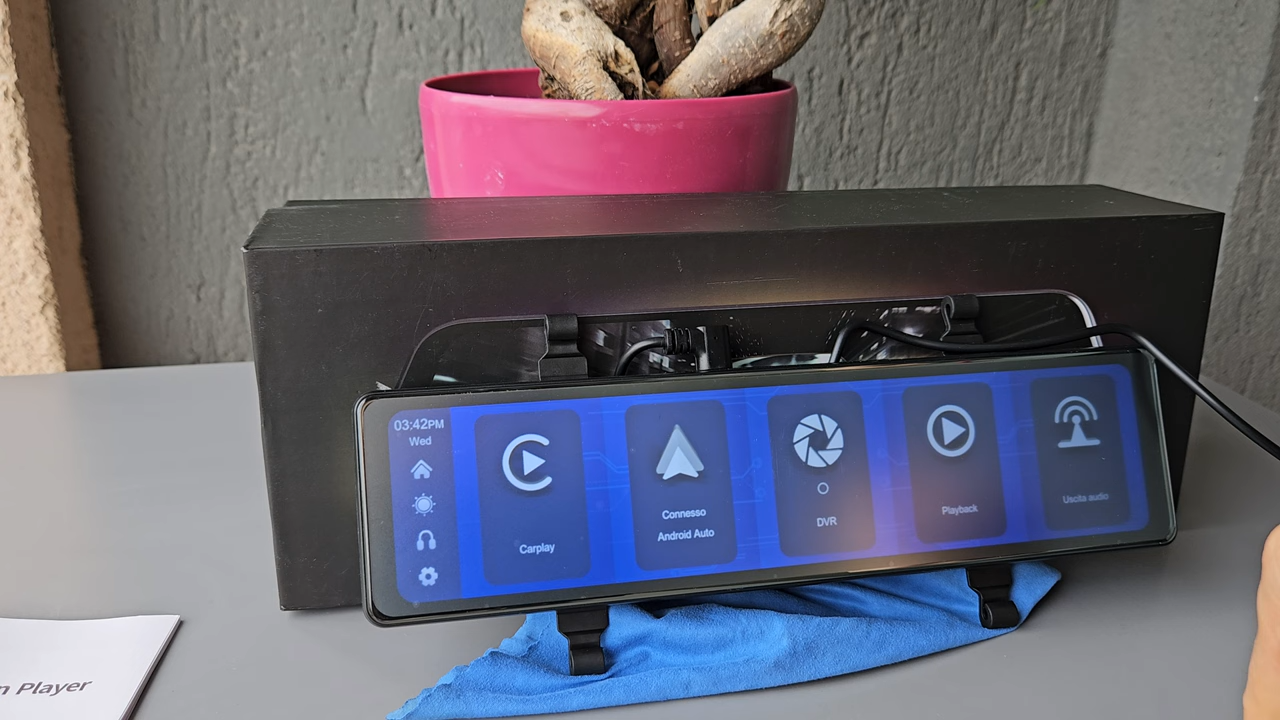 03:42PM
Wed
Carplay
Connesso
Android Auto
DVR
Playback
Uscita audio
n Player